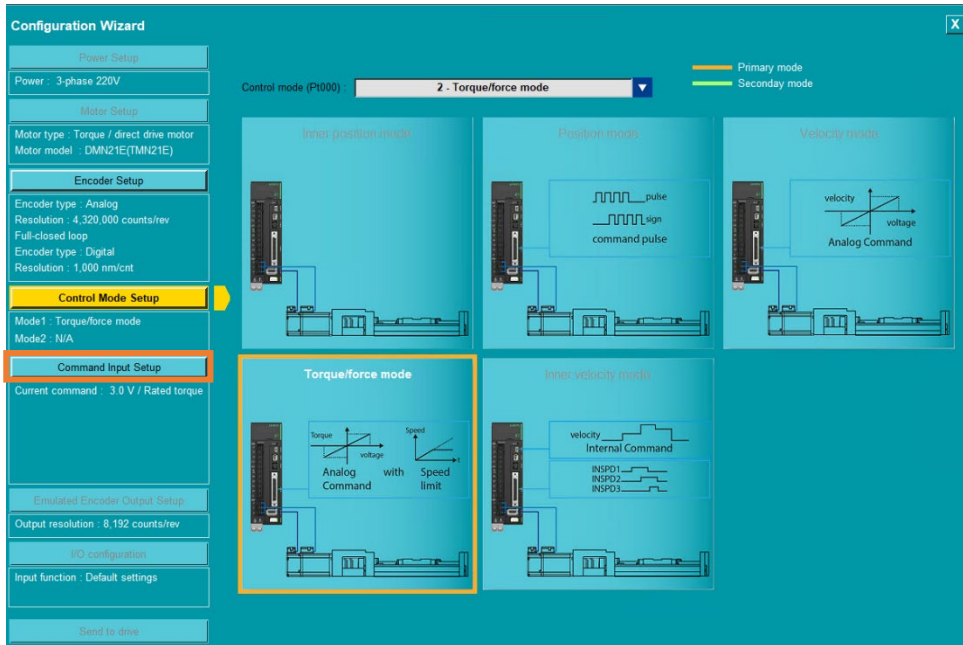 Configuration Wizard
X
Power Setup
Power : 3-phase 220V
Motor Setup
Motor type : Torque / direct drive motor
Motor model : DMN21E(TMN21E)
Encoder Setup
Encoder type : Analog
Resolution : 4,320,000 counts/rev
Full-closed loop
Encoder type : Digital
Resolution : 1,000 nm/cnt
Control Mode Setup
Mode1 : Torque/force mode
Mode2 : N/A
Command Input Setup
Current command : 3.0 V / Rated torque
Emulated Encoder Output Setup
Output resolution : 8,192 counts/rev
I/O configuration
Input function : Default settings
Send to drive
Control mode (Pt000) :
2 - Torque/force mode
Primary mode
Seconday mode
Inner position mode
Position mode
pulse
sign
command pulse
Velocity mode
velocity
voltage
Analog Command
Torque/force mode
Torque
voltage
Speed
t
Analog with Speed
Command limit
Inner velocity mode
velocity
Internal Command
INSPD1
INSPD2
INSPD3